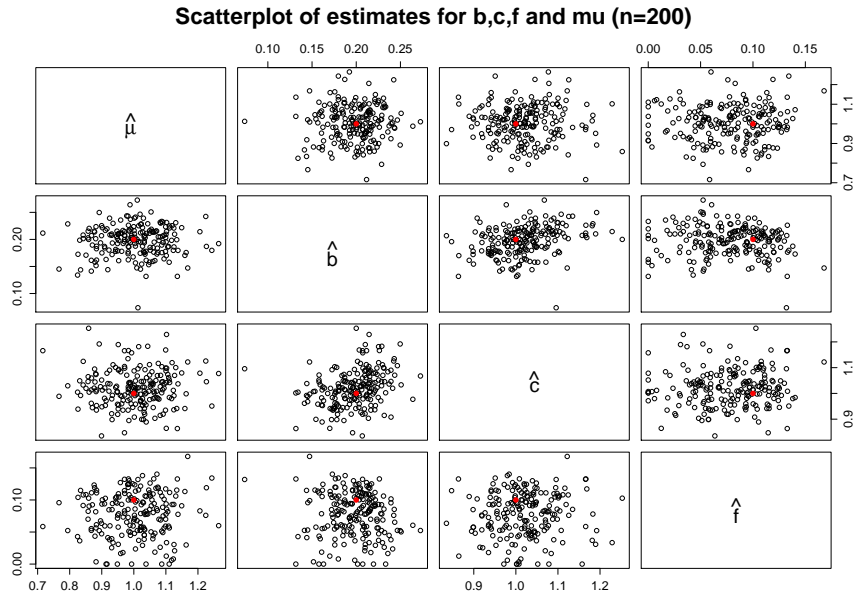 Scatterplot of estimates for b,c,f and mu (n=200)
0.10 0.20 0.25 0.00 0.05 0.10 0.15
μ̂
0.7 0.9 1.1
0.10 0.20
b̂
ĉ
0.9 1.1
0.00 0.10
f̂
0.7 0.8 0.9 1.0 1.1 1.2 0.9 1.0 1.1 1.2